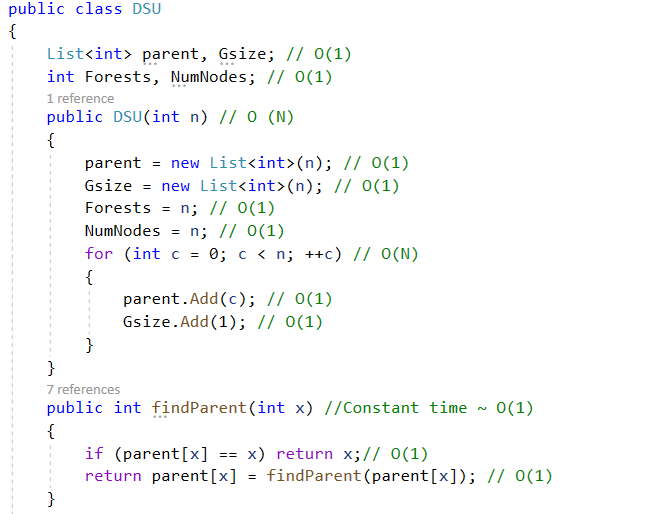 public class DSU
{
List<int> parent, Gsize; // O(1)
int Forests, NumNodes; // O(1)
1 reference
public DSU(int n) // O (N)
{
parent = new List<int>(n); // O(1)
Gsize = new List<int>(n); // O(1)
Forests = n; // O(1)
NumNodes = n; // O(1)
for (int c = 0; c < n; ++c) // O(N)
{
parent.Add(c); // O(1)
Gsize.Add(1); // O(1)
}
}
7 references
public int findParent(int x) //Constant time ~ O(1)
{
if (parent[x] == x) return x;// O(1)
return parent[x] = findParent(parent[x]); // O(1)
}